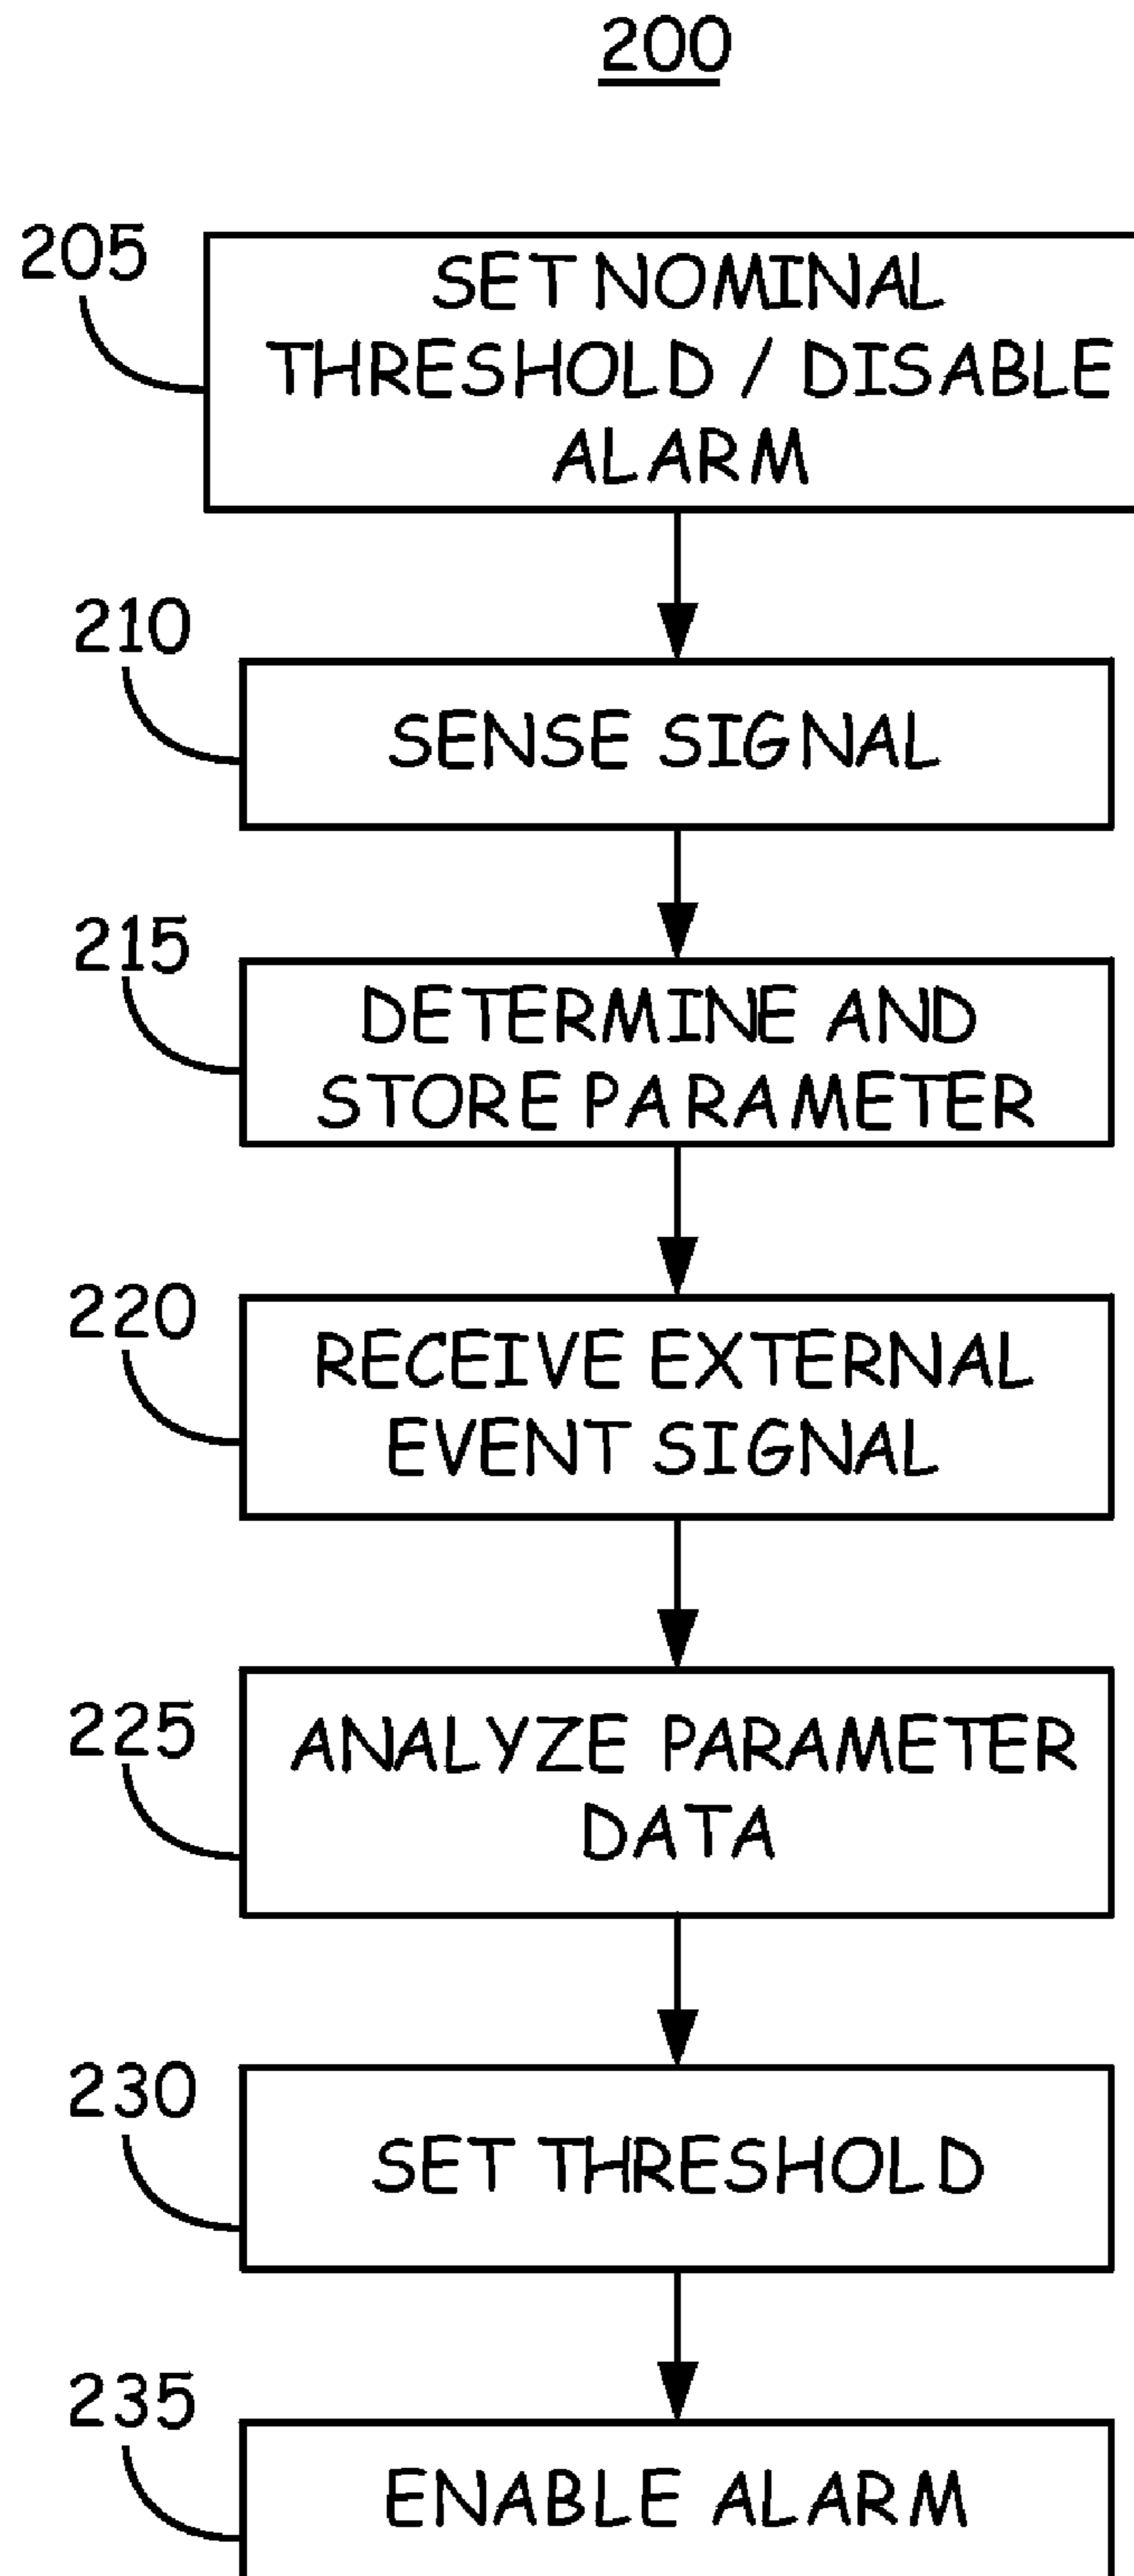 200
205
SET NOMINAL
THRESHOLD / DISABLE
ALARM
210
SENSE SIGNAL
215
DETERMINE AND
STORE PARAMETER
220
RECEIVE EXTERNAL
EVENT SIGNAL
225
ANALYZE PARAMETER
DATA
230
SET THRESHOLD
235
ENABLE ALARM